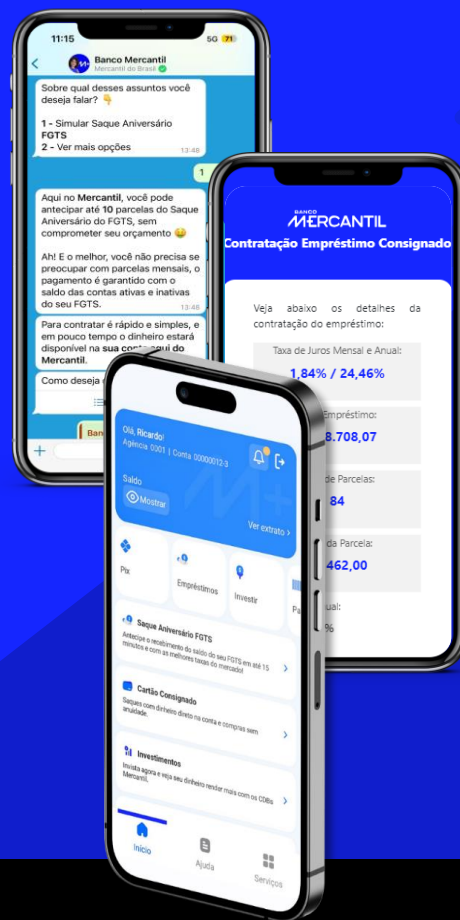 11:15
5G 71
Banco Mercantil
Mercantil do Brasil
Sobre qual desses assuntos você
deseja falar? 👇
1 - Simular Saque Aniversário
FGTS
2 - Ver mais opções
13:48
1
Aqui no Mercantil, você pode
antecipar até 10 parcelas do Saque
Aniversário do FGTS, sem
comprometer seu orçamento 😀
Ah! E o melhor, você não precisa se
preocupar com parcelas mensais, o
pagamento é garantido com o
saldo das contas ativas e inativas
do seu FGTS.
13:48
Para contratar é rápido e simples, e
em pouco tempo o dinheiro estará
disponível na sua conta aqui do
Mercantil.
Como deseja
Ban
BANCO
MERCANTIL
Contratação Empréstimo Consignado
Veja abaixo os detalhes da
contratação do empréstimo:
Taxa de Juros Mensal e Anual:
1,84% / 24,46%
Empréstimo:
8.708,07
de Parcelas:
84
da Parcela:
462,00
ual:
%
Olá, Ricardo!
Agência 0001 | Conta 00000012-3
Saldo
Mostrar
Ver extrato >
Pix
Empréstimos
Investir
Pa
Saque Aniversário FGTS
Antecipe o recebimento do saldo do seu FGTS em até 15
minutos e com as melhores taxas do mercado!
Cartão Consignado
Saques com dinheiro direto na conta e compras sem
anuidade.
Investimentos
Invista agora e veja seu dinheiro render mais com os CDBs
Mercantil.
Início
Ajuda
Serviços